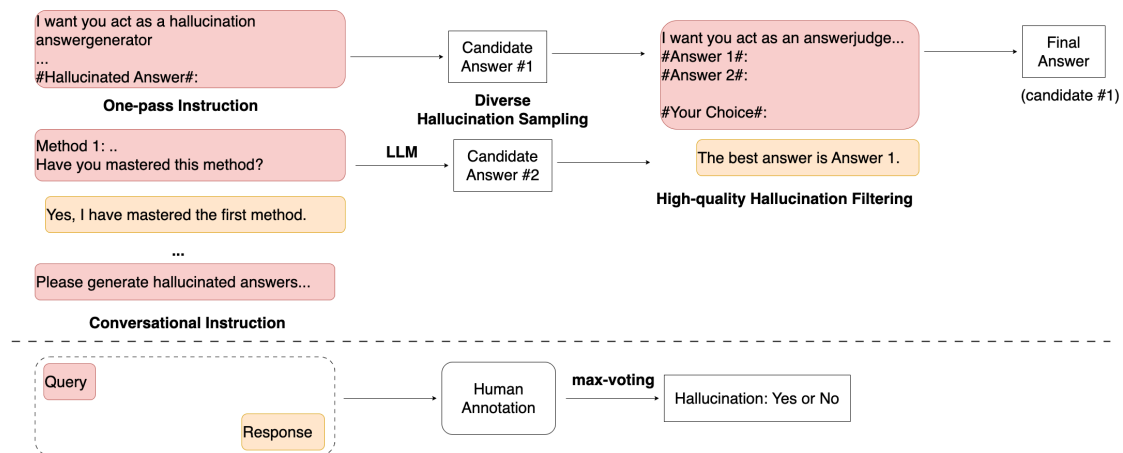 I want you act as a hallucination
answergenerator
...
#Hallucinated Answer#:
One-pass Instruction
Candidate
Answer #1
Diverse
Hallucination Sampling
I want you act as an answerjudge...
#Answer 1#:
#Answer 2#:
#Your Choice#:
Final
Answer
(candidate #1)
Method 1: ..
Have you mastered this method?
LLM
Candidate
Answer #2
The best answer is Answer 1.
High-quality Hallucination Filtering
Yes, I have mastered the first method.
...
Please generate hallucinated answers...
Conversational Instruction
Query
Response
Human
Annotation
max-voting
Hallucination: Yes or No